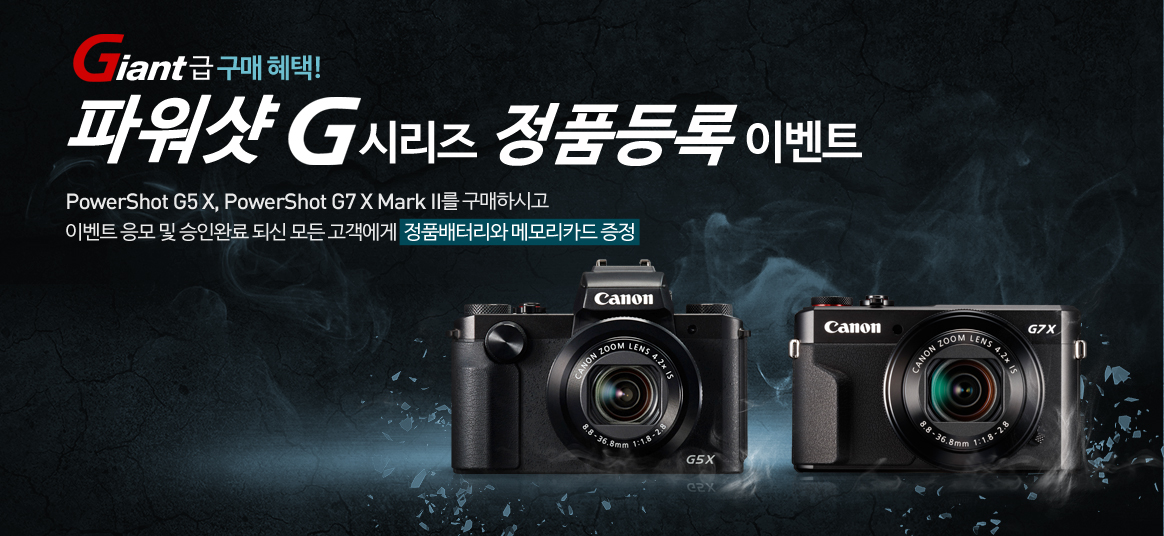 Giant급 구매 혜택!
파워샷 G 시리즈 정품등록 이벤트
PowerShot G5 X, PowerShot G7 X Mark II를 구매하시고
이벤트 응모 및 승인완료 되신 모든 고객에게 정품배터리와 메모리카드 증정
Canon
CANON ZOOM LENS 4.2x IS
8.8-36.8mm 1:1.8-2.8
G5X
Canon
G7X
CANON ZOOM LENS 4.2x IS
8.8-36.8mm 1:1.8-2.8